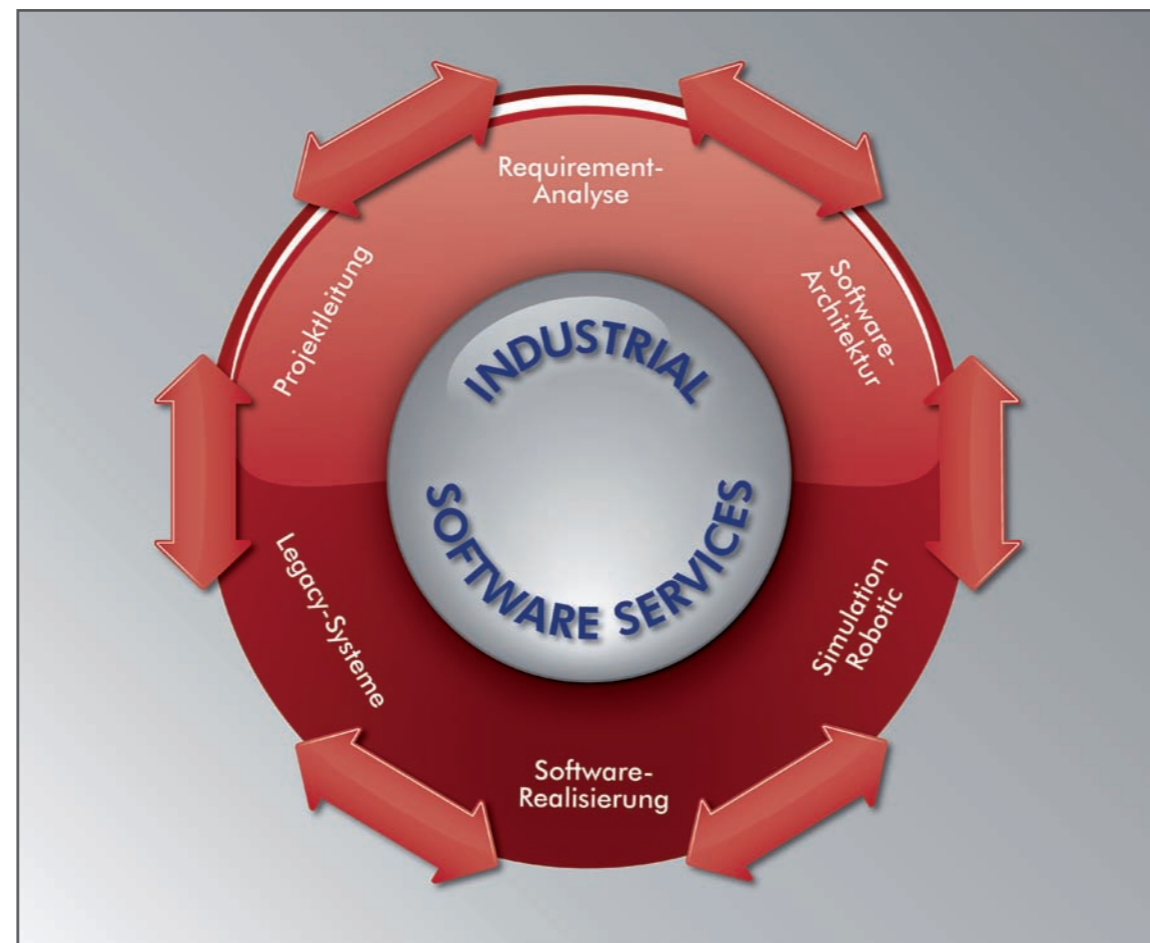 Requirement-
Analyse
Software-
Architektur
Simulation
Robotic
Software-
Realisierung
Legacy-Systeme
Projektleitung
INDUSTRIAL
SOFTWARE SERVICES